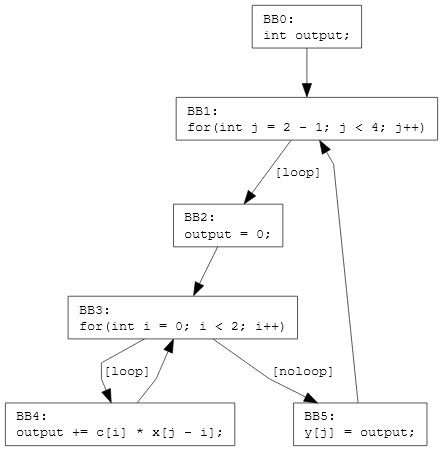 BB0:
int output;
BB1:
for(int j = 2 - 1; j < 4; j++)
[loop]
BB2:
output = 0;
BB3:
for(int i = 0; i < 2; i++)
[loop]
[noloop]
BB4:
output += c[i] * x[j - i];
BB5:
y[j] = output;